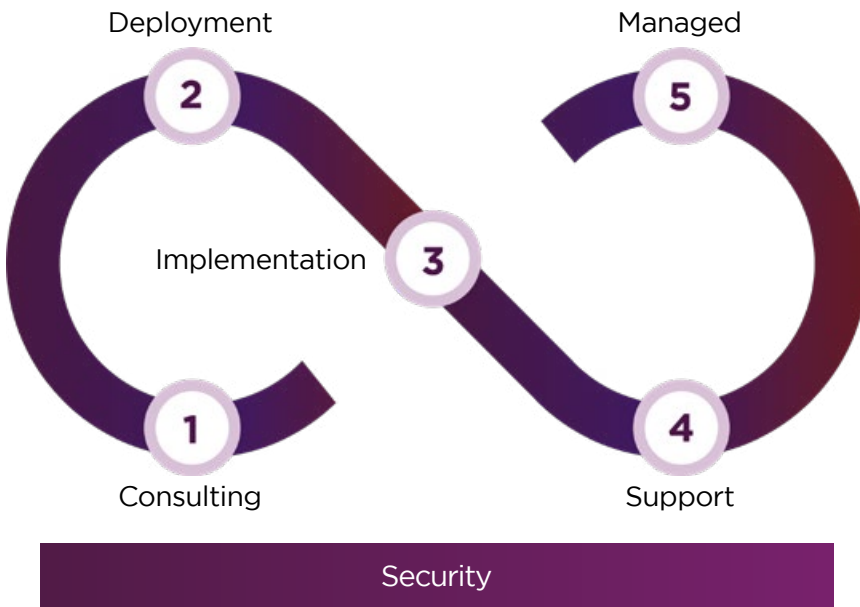 Deployment
Managed
2
5
Implementation
3
1
4
Consulting
Support
Security